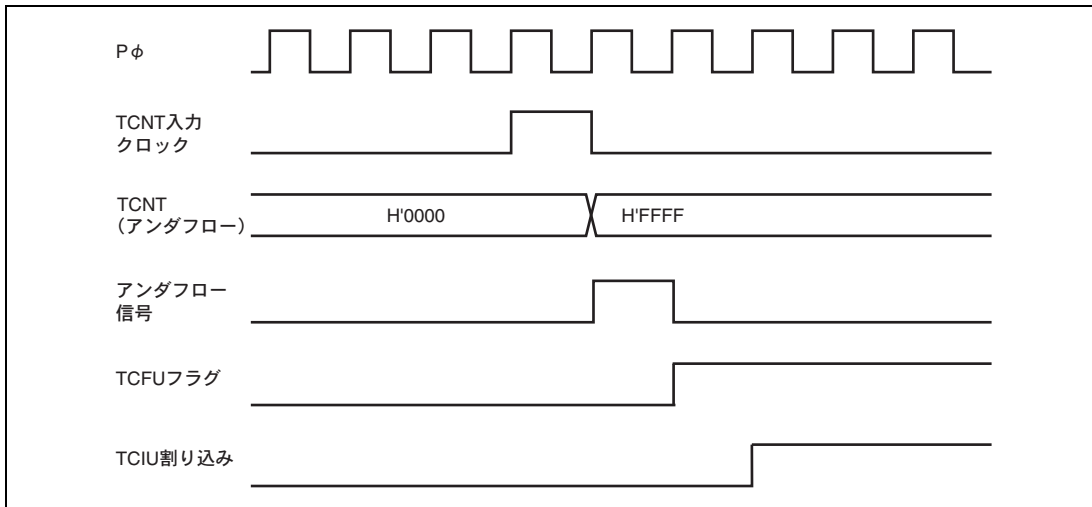 Pφ
TCNT入力
クロック
TCNT
（アンダフロー）
H'0000
H'FFFF
アンダフロー
信号
TCFUフラグ
TCIU割り込み